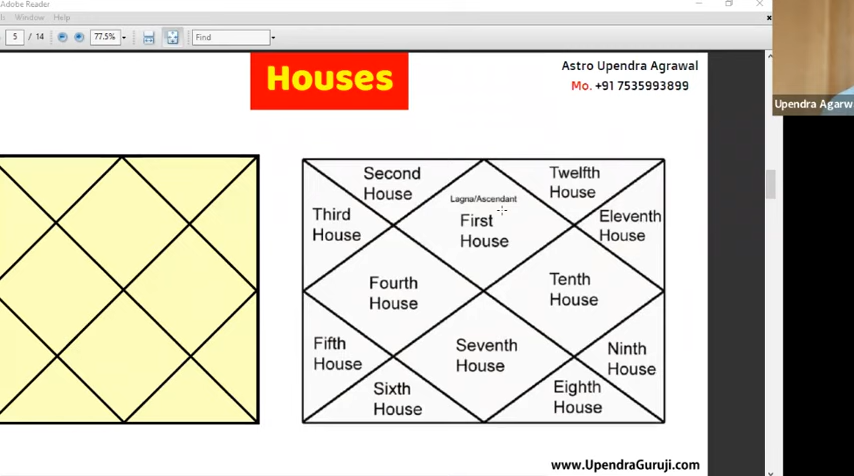 Adobe Reader
Window Help
5 / 14 77.5% Find
Houses
Astro Upendra Agrawal
Mo. +91 7535993899
Upendra Agarw
Second
House
Twelfth
House
Lagna/Ascendant
First
House
Third
House
Eleventh
House
Fourth
House
Tenth
House
Fifth
House
Seventh
House
Ninth
House
Sixth
House
Eighth
House
www.UpendraGuruji.com